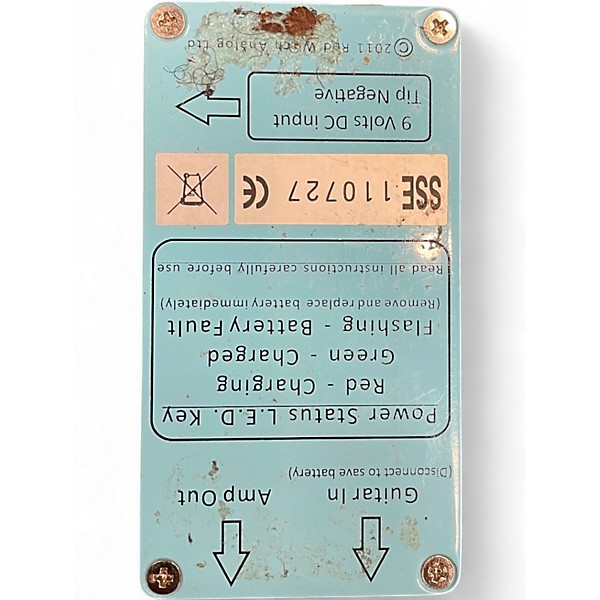 Guitar In Amp Out
(Disconnect to save battery)
Power Status L.E.D. Key
Red - Charging
Green - Charged
Flashing - Battery Fault
(Remove and replace battery immediately)
Read all instructions carefully before use
SSE 110727 CE
9 Volts DC input
Tip Negative
©2011 Red Witch Analog Ltd